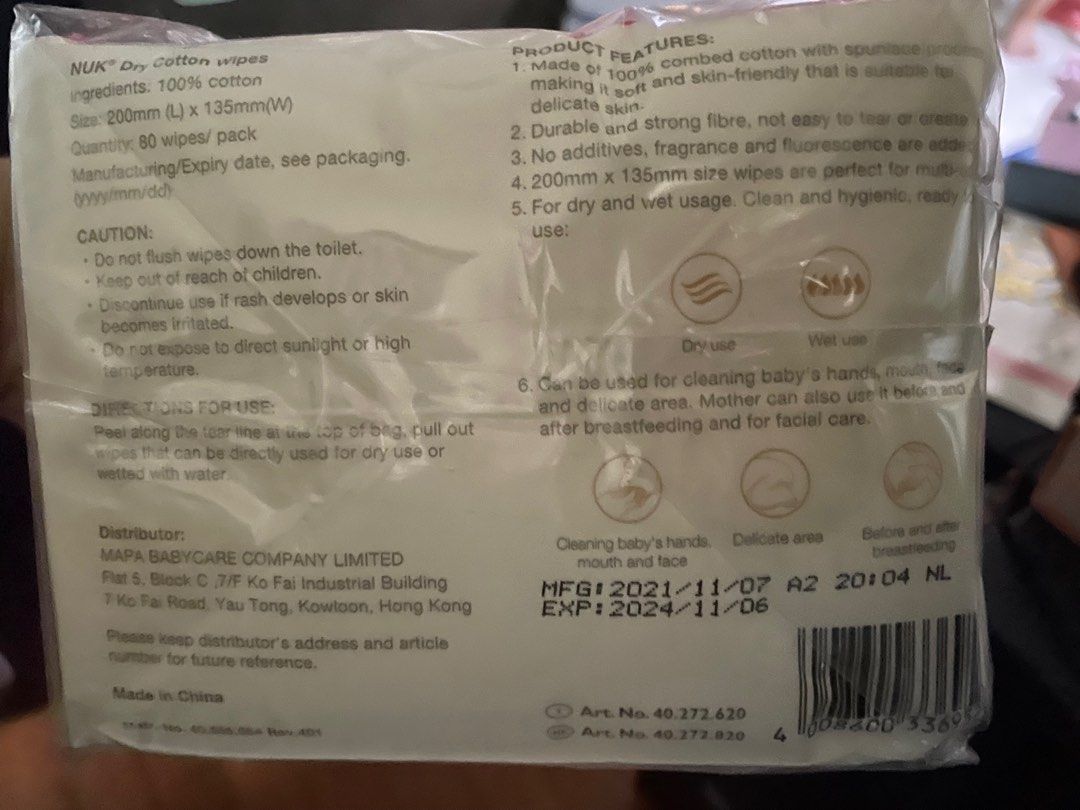 NUK® Dry Cotton wipes
Ingredients: 100% cotton
Size: 200mm (L) x 135mm(W)
Quantity: 80 wipes/ pack
Manufacturing/Expiry date, see packaging.
(yyyy/mm/dd)
CAUTION:
• Do not flush wipes down the toilet.
• Keep out of reach of children.
• Discontinue use if rash develops or skin
becomes irritated.
• Do not expose to direct sunlight or high
temperature.
DIRECTIONS FOR USE:
Peel along the tear line at the top of bag, pull out
wipes that can be directly used for dry use or
wetted with water.
Distributor:
MAPA BABYCARE COMPANY LIMITED
Flat 5, Block C ,7/F Ko Fai Industrial Building
7 Ko Fai Road, Yau Tong, Kowloon, Hong Kong
Please keep distributor's address and article
number for future reference.
Made in China
PRODUCT FEATURES:
1. Made of 100% combed cotton with spunlace
making it soft and skin-friendly that is suitable for
delicate skin.
2. Durable and strong fibre, not easy to tear or
3. No additives, fragrance and fluorescence are
4. 200mm x 135mm size wipes are perfect for
5. For dry and wet usage. Clean and hygienic, ready
use:
Dry use
Wet use
6. Can be used for cleaning baby's hands, mouth, face
and delicate area. Mother can also use it before and
after breastfeeding and for facial care.
Cleaning baby's hands,
mouth and face
Delicate area
Before and after
breastfeeding
MFG:2021/11/07 A2 20:04 NL
EXP:2024/11/06
Art. No. 40.272.620
Art. No. 40.272.820